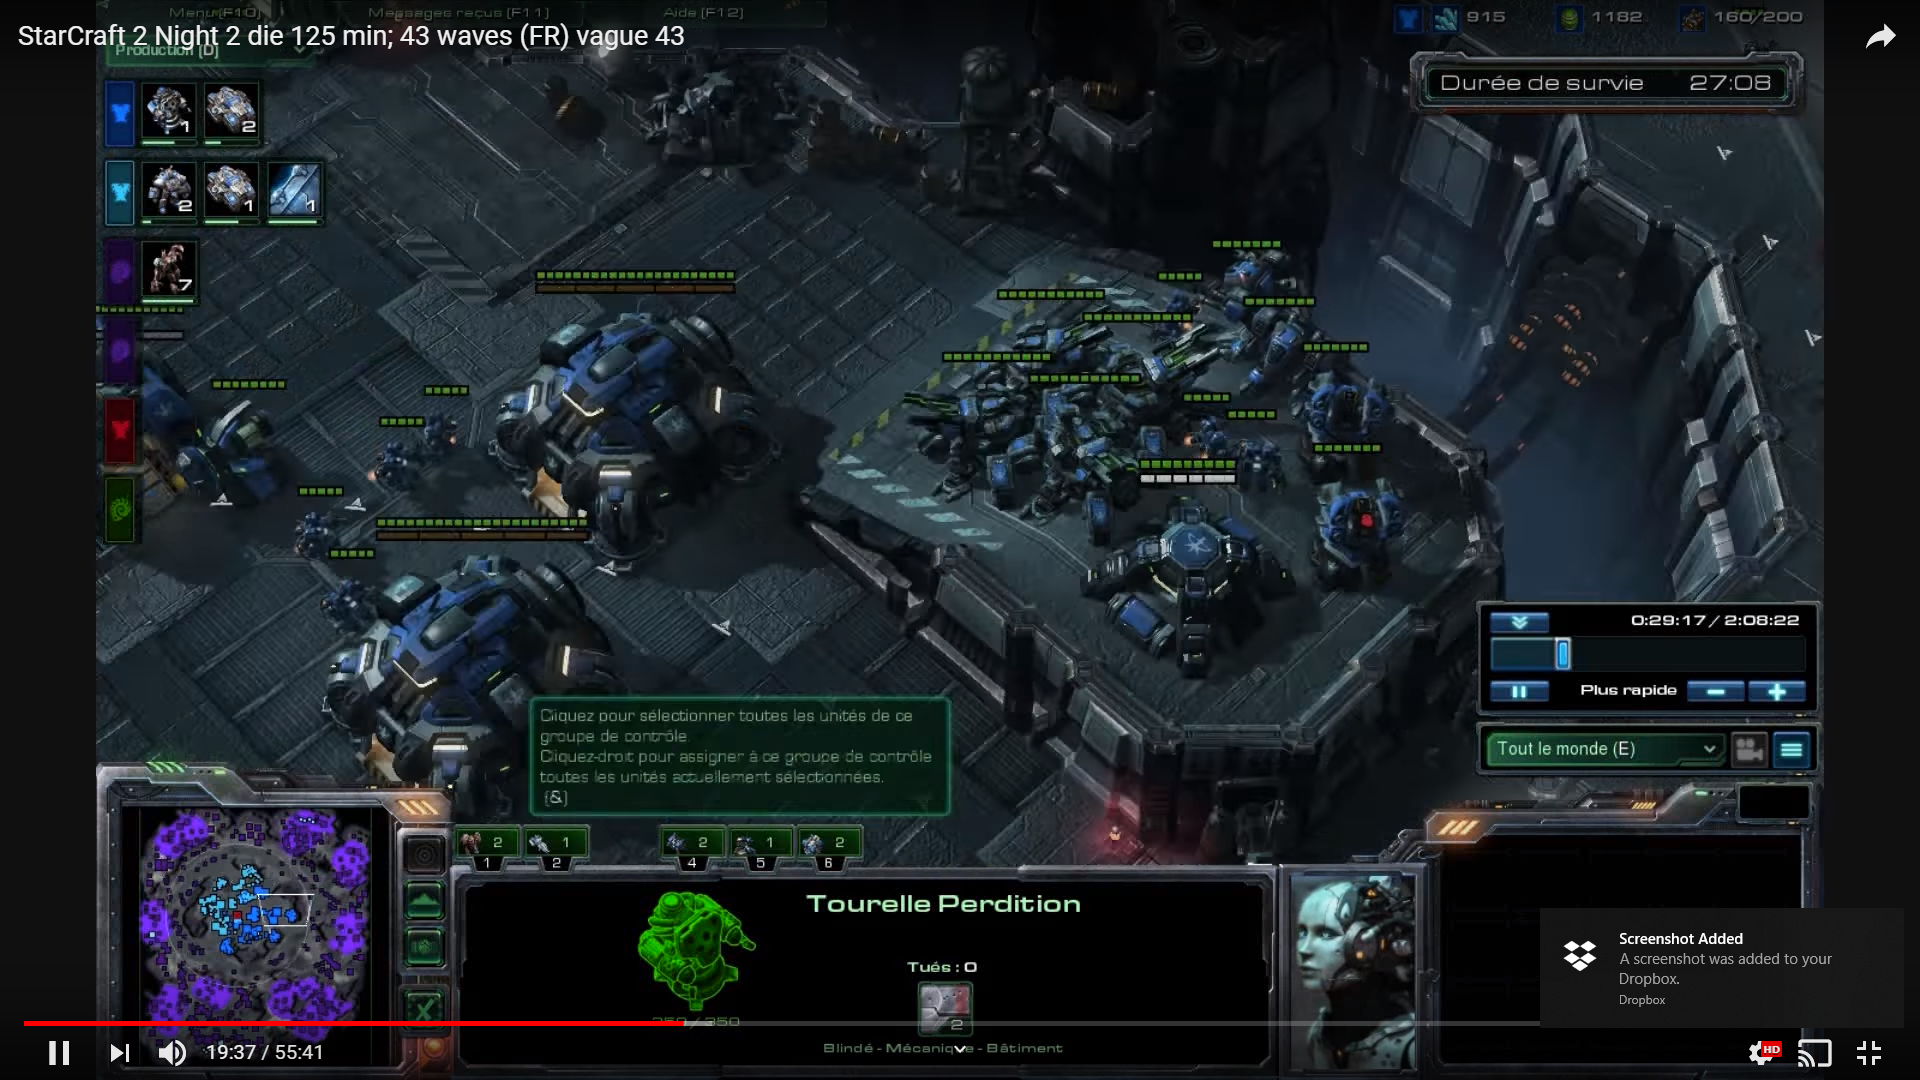 Menu (F10)
Messages reçus (F11)
Aide (F12)
915
1182
160/200
StarCraft 2 Night 2 die 125 min; 43 waves (FR) vague 43
Production (D)
Durée de survie 27:08
1
2
2
1
1
7
0:29:17 / 2:08:22
Plus rapide
Tout le monde (E)
Cliquez pour sélectionner toutes les unités de ce
groupe de contrôle.
Cliquez-droit pour assigner à ce groupe de contrôle
toutes les unités actuellement sélectionnées.
(&)
2
1
2
1
2
1
2
4
5
6
Tourelle Perdition
Tués : 0
2
Blindé - Mécanique - Bâtiment
Screenshot Added
A screenshot was added to your
Dropbox.
Dropbox
19:37 / 55:41
HD